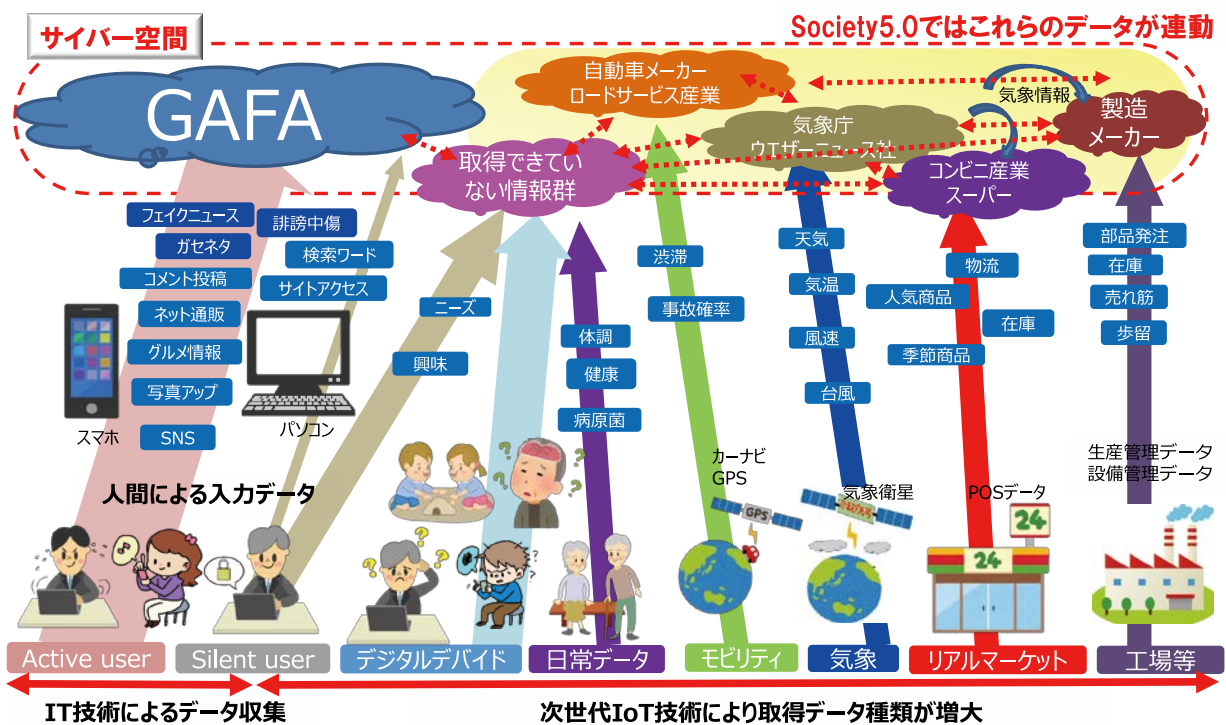 サイバー空間
Society5.0ではこれらのデータが連動
GAFA
自動車メーカー
ロードサービス産業
気象情報
製造
メーカー
気象庁
ウエザーニュース社
取得できてい
ない情報群
コンビニ産業
スーパー
フェイクニュース
誹謗中傷
ガセネタ
検索ワード
コメント投稿
サイトアクセス
ネット通販
グルメ情報
写真アップ
SNS
スマホ
パソコン
ニーズ
興味
体調
健康
病原菌
渋滞
事故確率
天気
気温
風速
台風
物流
人気商品
在庫
季節商品
部品発注
在庫
売れ筋
歩留
人間による入力データ
カーナビ
GPS
GPS
気象衛星
POSデータ
24
24
生産管理データ
設備管理データ
Active user
Silent user
デジタルデバイド
日常データ
モビリティ
気象
リアルマーケット
工場等
IT技術によるデータ収集
次世代IoT技術により取得データ種類が増大